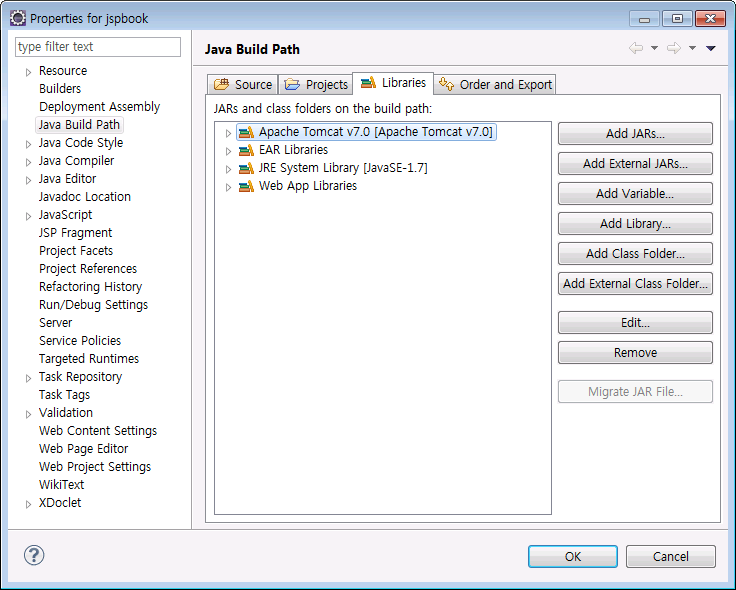 Properties for jspbook
type filter text
Resource
Builders
Deployment Assembly
Java Build Path
Java Code Style
Java Compiler
Java Editor
Javadoc Location
JavaScript
JSP Fragment
Project Facets
Project References
Refactoring History
Run/Debug Settings
Server
Service Policies
Targeted Runtimes
Task Repository
Task Tags
Validation
Web Content Settings
Web Page Editor
Web Project Settings
WikiText
XDoclet
Java Build Path
Source Projects Libraries Order and Export
JARs and class folders on the build path:
Apache Tomcat v7.0 [Apache Tomcat v7.0]
EAR Libraries
JRE System Library [JavaSE-1.7]
Web App Libraries
Add JARs...
Add External JARs...
Add Variable...
Add Library...
Add Class Folder...
Add External Class Folder...
Edit...
Remove
Migrate JAR File...
?
OK Cancel